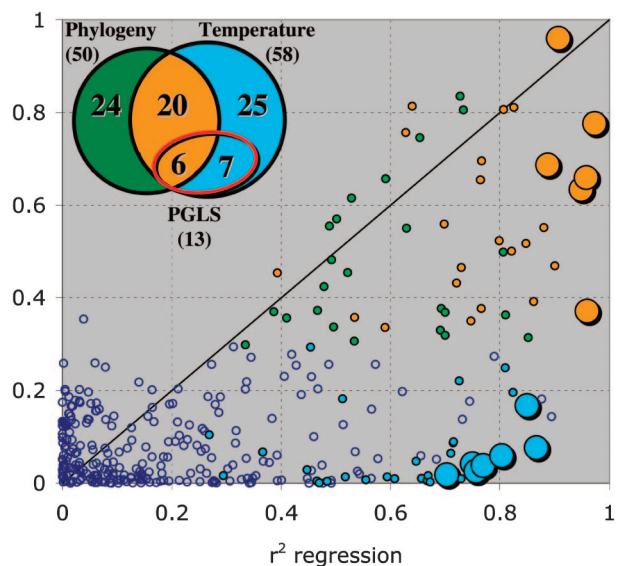 1
Phylogeny Temperature
(50) (58)
24 20 25
0.8
6 7
PGLS
(13)
0.6
0.4
0.2
0
0 0.2 0.4 0.6 0.8 1
r² regression